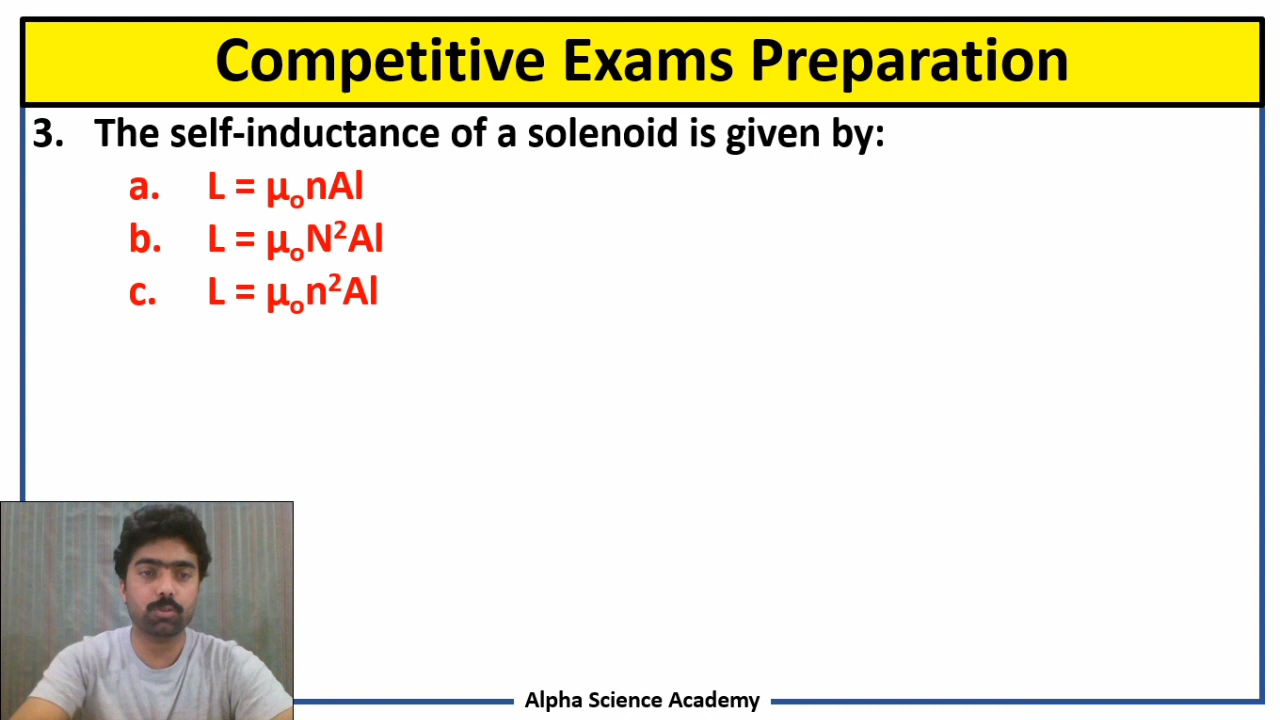 Competitive Exams Preparation
3. The self-inductance of a solenoid is given by:
a. L = µₒnAl
b. L = µₒN²Al
c. L = µₒn²Al
Alpha Science Academy